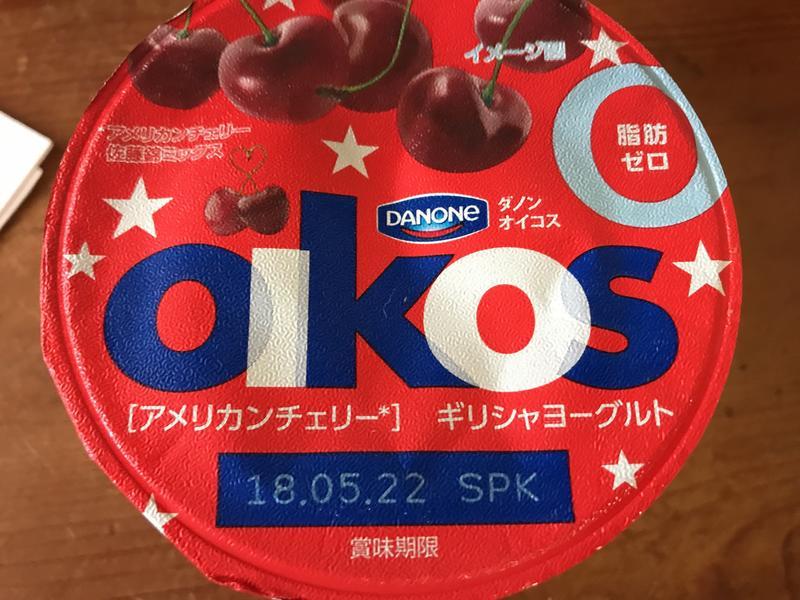 イメージ図
アメリカンチェリー
佐藤錦ミックス
脂肪
ゼロ
DANONE
ダノン
オイコス
oikos
[アメリカンチェリー*] ギリシャヨーグルト
18.05.22 SPK
賞味期限